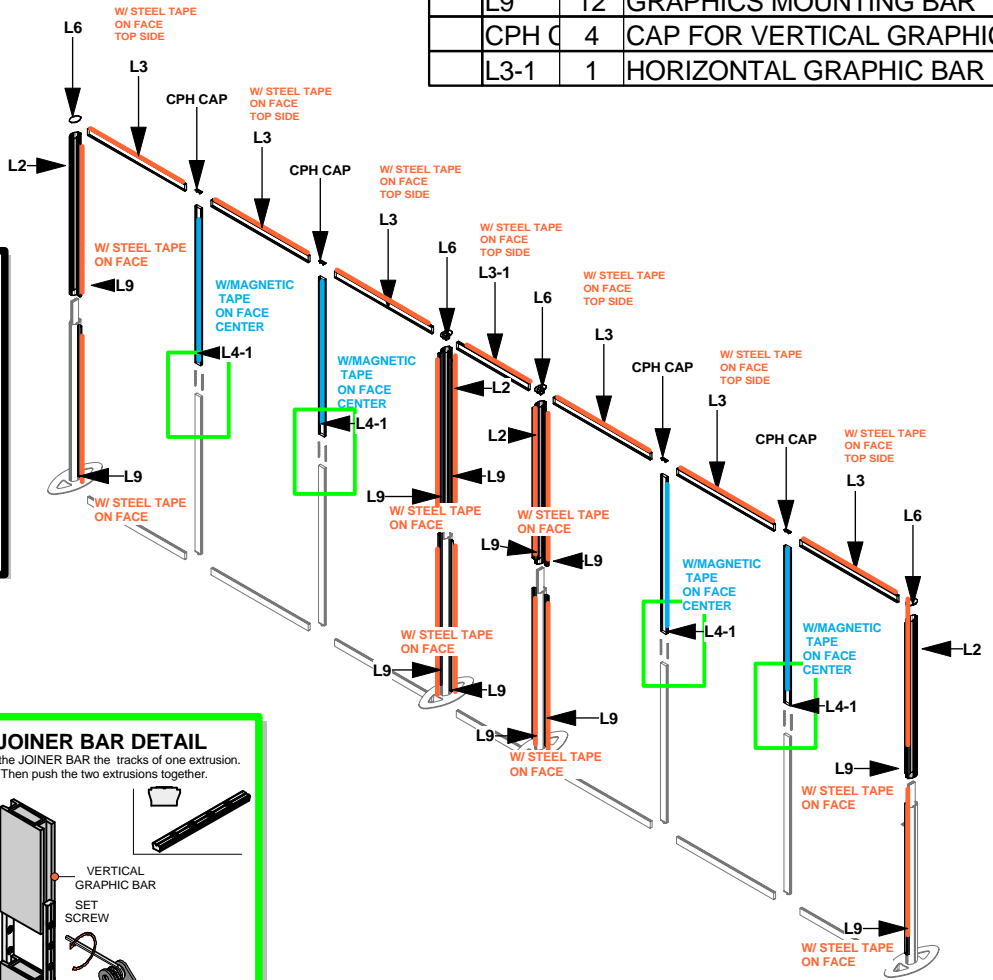 L9 12 GRAPHICS MOUNTING BAR
CPH C 4 CAP FOR VERTICAL GRAPHIC
L3-1 1 HORIZONTAL GRAPHIC BAR
W/ STEEL TAPE
ON FACE
TOP SIDE
L6
L3
CPH CAP
W/ STEEL TAPE
ON FACE
TOP SIDE
L3
L2
CPH CAP
W/ STEEL TAPE
ON FACE
TOP SIDE
L3
W/ STEEL TAPE
ON FACE
TOP SIDE
L6
L3-1
W/ STEEL TAPE
ON FACE
TOP SIDE
L6
L3
W/ STEEL TAPE
ON FACE
L9
W/MAGNETIC
TAPE
ON FACE
CENTER
L4-1
W/MAGNETIC
TAPE
ON FACE
CENTER
L4-1
L2
L2
CPH CAP
W/ STEEL TAPE
ON FACE
TOP SIDE
L3
CPH CAP
W/ STEEL TAPE
ON FACE
TOP SIDE
L3
L6
L9
W/ STEEL TAPE
ON FACE
L9
L9
W/ STEEL TAPE
ON FACE
W/ STEEL TAPE
ON FACE
L9
L9
W/MAGNETIC
TAPE
ON FACE
CENTER
L4-1
W/MAGNETIC
TAPE
ON FACE
CENTER
L4-1
L2
W/ STEEL TAPE
ON FACE
L9
L9
L9
L9
W/ STEEL TAPE
ON FACE
L9
W/ STEEL TAPE
ON FACE
L9
W/ STEEL TAPE
ON FACE
JOINER BAR DETAIL
the JOINER BAR the tracks of one extrusion.
Then push the two extrusions together.
VERTICAL
GRAPHIC BAR
SET
SCREW